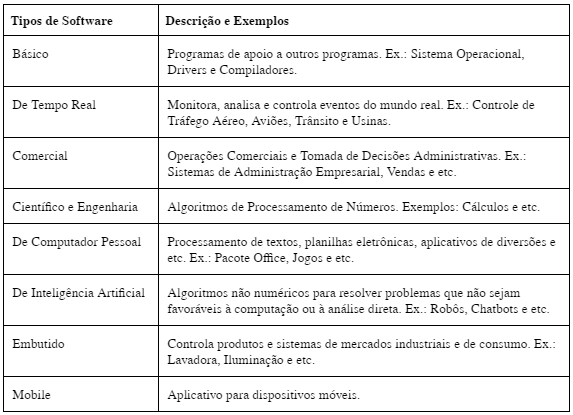 Tipos de Software
Descrição e Exemplos
Básico
Programas de apoio a outros programas. Ex.: Sistema Operacional,
Drivers e Compiladores.
De Tempo Real
Monitora, analisa e controla eventos do mundo real. Ex.: Controle de
Tráfego Aéreo, Aviões, Trânsito e Usinas.
Comercial
Operações Comerciais e Tomada de Decisões Administrativas. Ex.:
Sistemas de Administração Empresarial, Vendas e etc.
Científico e Engenharia
Algoritmos de Processamento de Números. Exemplos: Cálculos e etc.
De Computador Pessoal
Processamento de textos, planilhas eletrônicas, aplicativos de diversões e
etc. Ex.: Pacote Office, Jogos e etc.
De Inteligência Artificial
Algoritmos não numéricos para resolver problemas que não sejam
favoráveis à computação ou à análise direta. Ex.: Robôs, Chatbots e etc.
Embutido
Controla produtos e sistemas de mercados industriais e de consumo. Ex.:
Lavadora, Iluminação e etc.
Mobile
Aplicativo para dispositivos móveis.